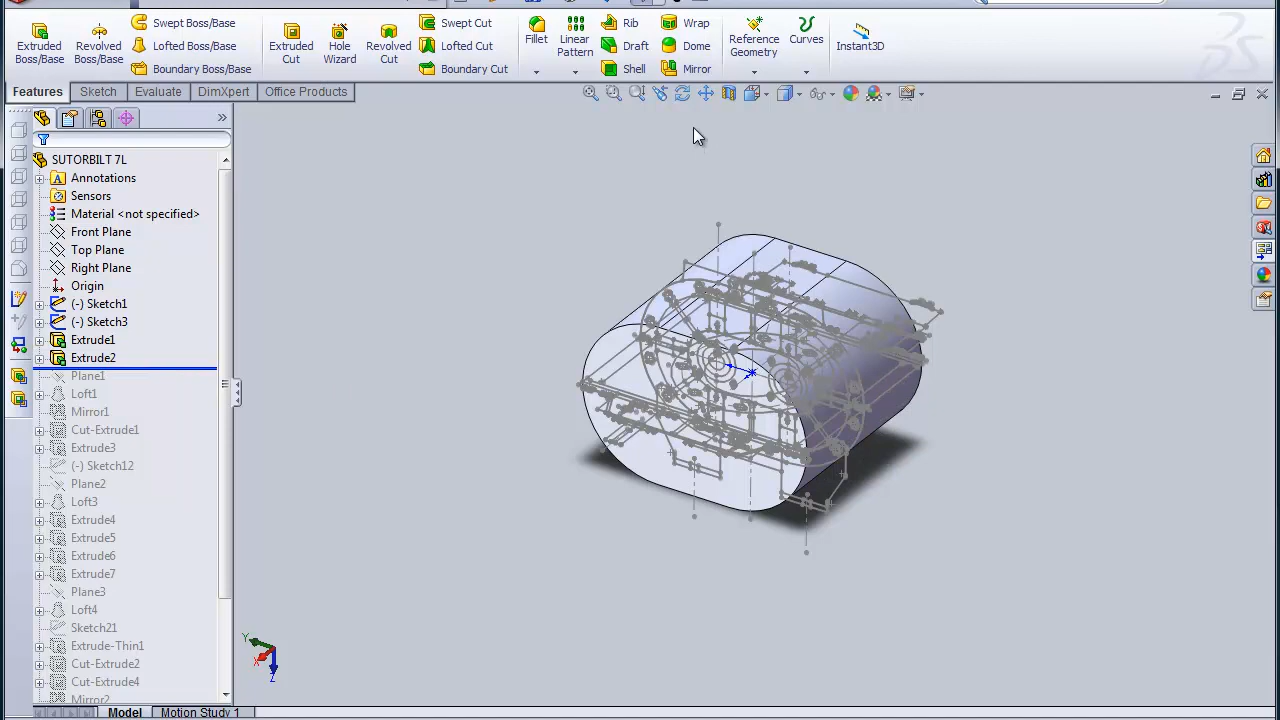 Extruded Boss/Base
Revolved Boss/Base
Swept Boss/Base
Lofted Boss/Base
Boundary Boss/Base
Extruded Cut
Hole Wizard
Revolved Cut
Swept Cut
Lofted Cut
Boundary Cut
Fillet
Linear Pattern
Rib
Draft
Shell
Wrap
Dome
Mirror
Reference Geometry
Curves
Instant3D
Features Sketch Evaluate DimXpert Office Products
SUTORBILT 7L
Annotations
Sensors
Material <not specified>
Front Plane
Top Plane
Right Plane
Origin
(-) Sketch1
(-) Sketch3
Extrude1
Extrude2
Plane1
Loft1
Mirror1
Cut-Extrude1
Extrude3
(-) Sketch12
Plane2
Loft3
Extrude4
Extrude5
Extrude6
Extrude7
Plane3
Loft4
Sketch21
Extrude-Thin1
Cut-Extrude2
Cut-Extrude4
Mirror2
Y
X
Z
Model Motion Study 1